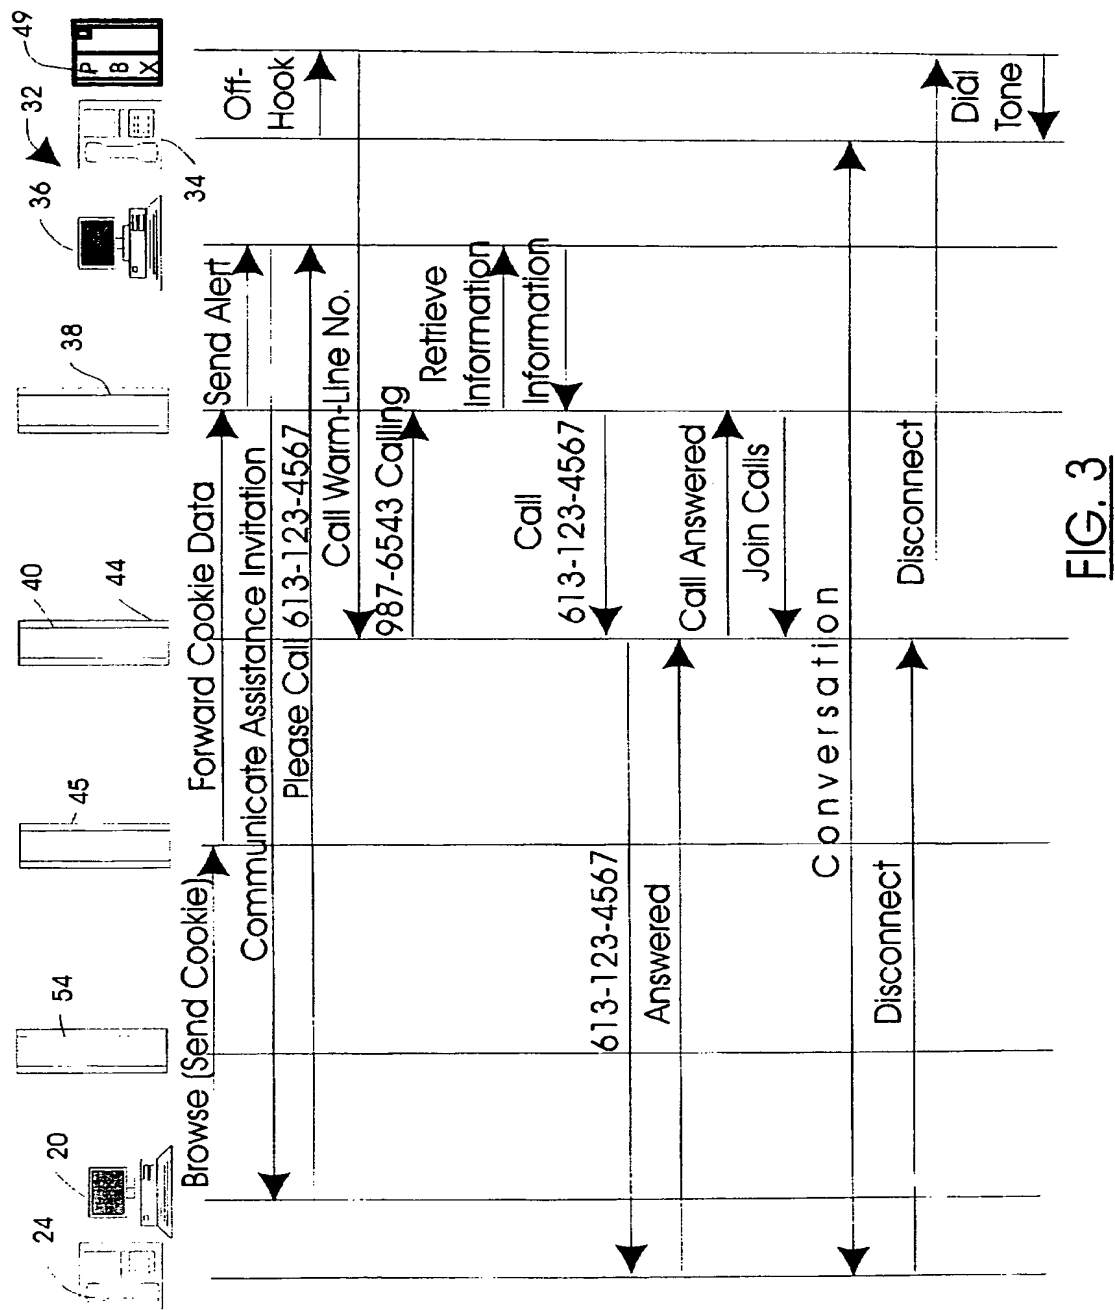 24
20
54
45
40
44
38
36
32
34
49
P
B
X
Browse (Send Cookie)
Forward Cookie Data
Send Alert
Communicate Assistance Invitation
Please Call 613-123-4567
Off-
Hook
Call Warm-Line No.
987-6543 Calling
Retrieve
Information
Information
Call
613-123-4567
613-123-4567
Answered
Call Answered
Join Calls
Conversation
Disconnect
Disconnect
Dial
Tone
FIG. 3